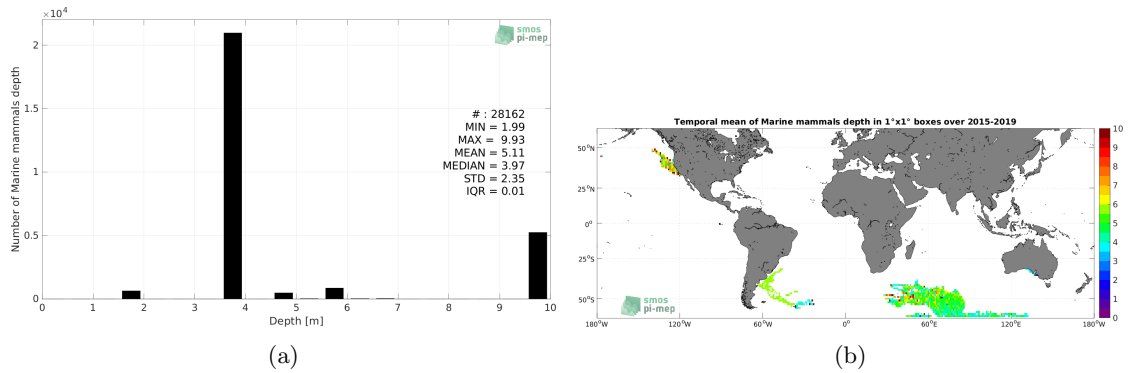 ×10⁴
smos
pi-mep
2
1.5
1
0.5
0
Number of Marine mammals depth
# : 28162
MIN = 1.99
MAX = 9.93
MEAN = 5.11
MEDIAN = 3.97
STD = 2.35
IQR = 0.01
0 1 2 3 4 5 6 7 8 9 10
Depth [m]
(a)
Temporal mean of Marine mammals depth in 1°x1° boxes over 2015-2019
50°N
25°N
0°
25°S
50°S
smos
pi-mep
180°W 120°W 60°W 0° 60°E 120°E 180°W
10
9
8
7
6
5
4
3
2
1
0
(b)